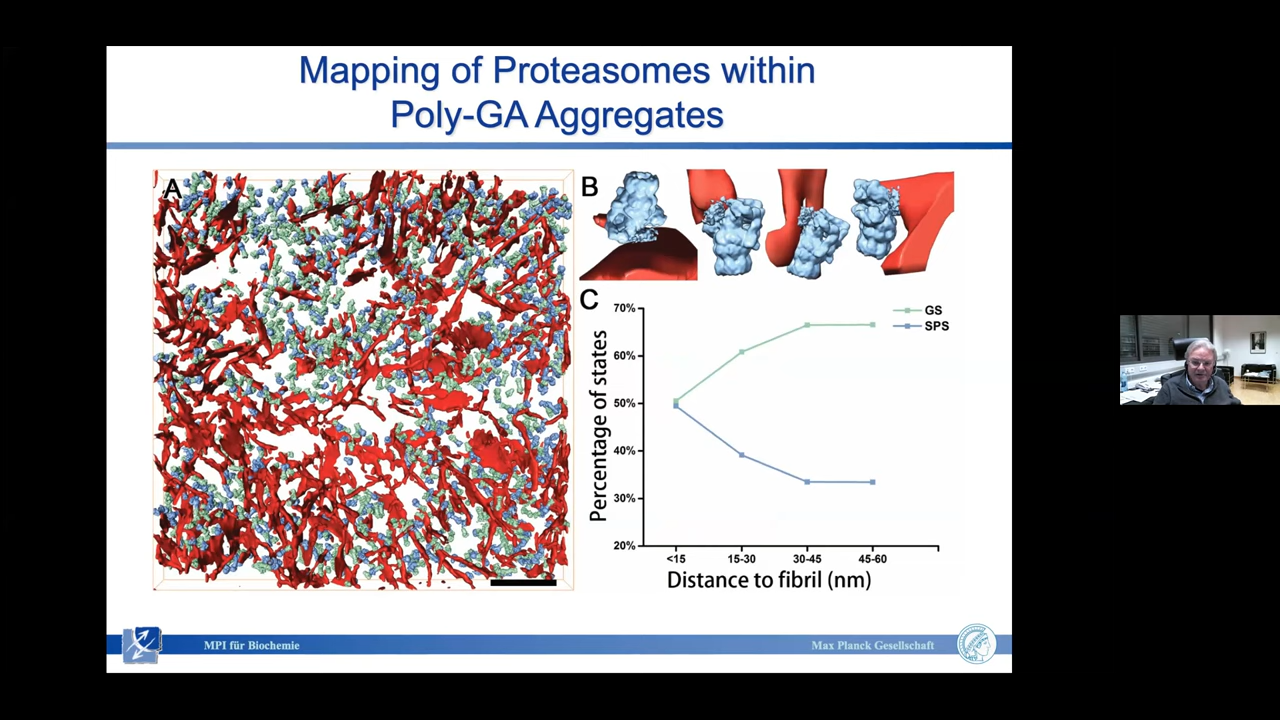 Mapping of Proteasomes within
Poly-GA Aggregates
A
B
C
GS
SPS
Percentage of states
70%
60%
50%
40%
30%
20%
<15
15-30
30-45
45-60
Distance to fibril (nm)
MPI für Biochemie
Max Planck Gesellschaft